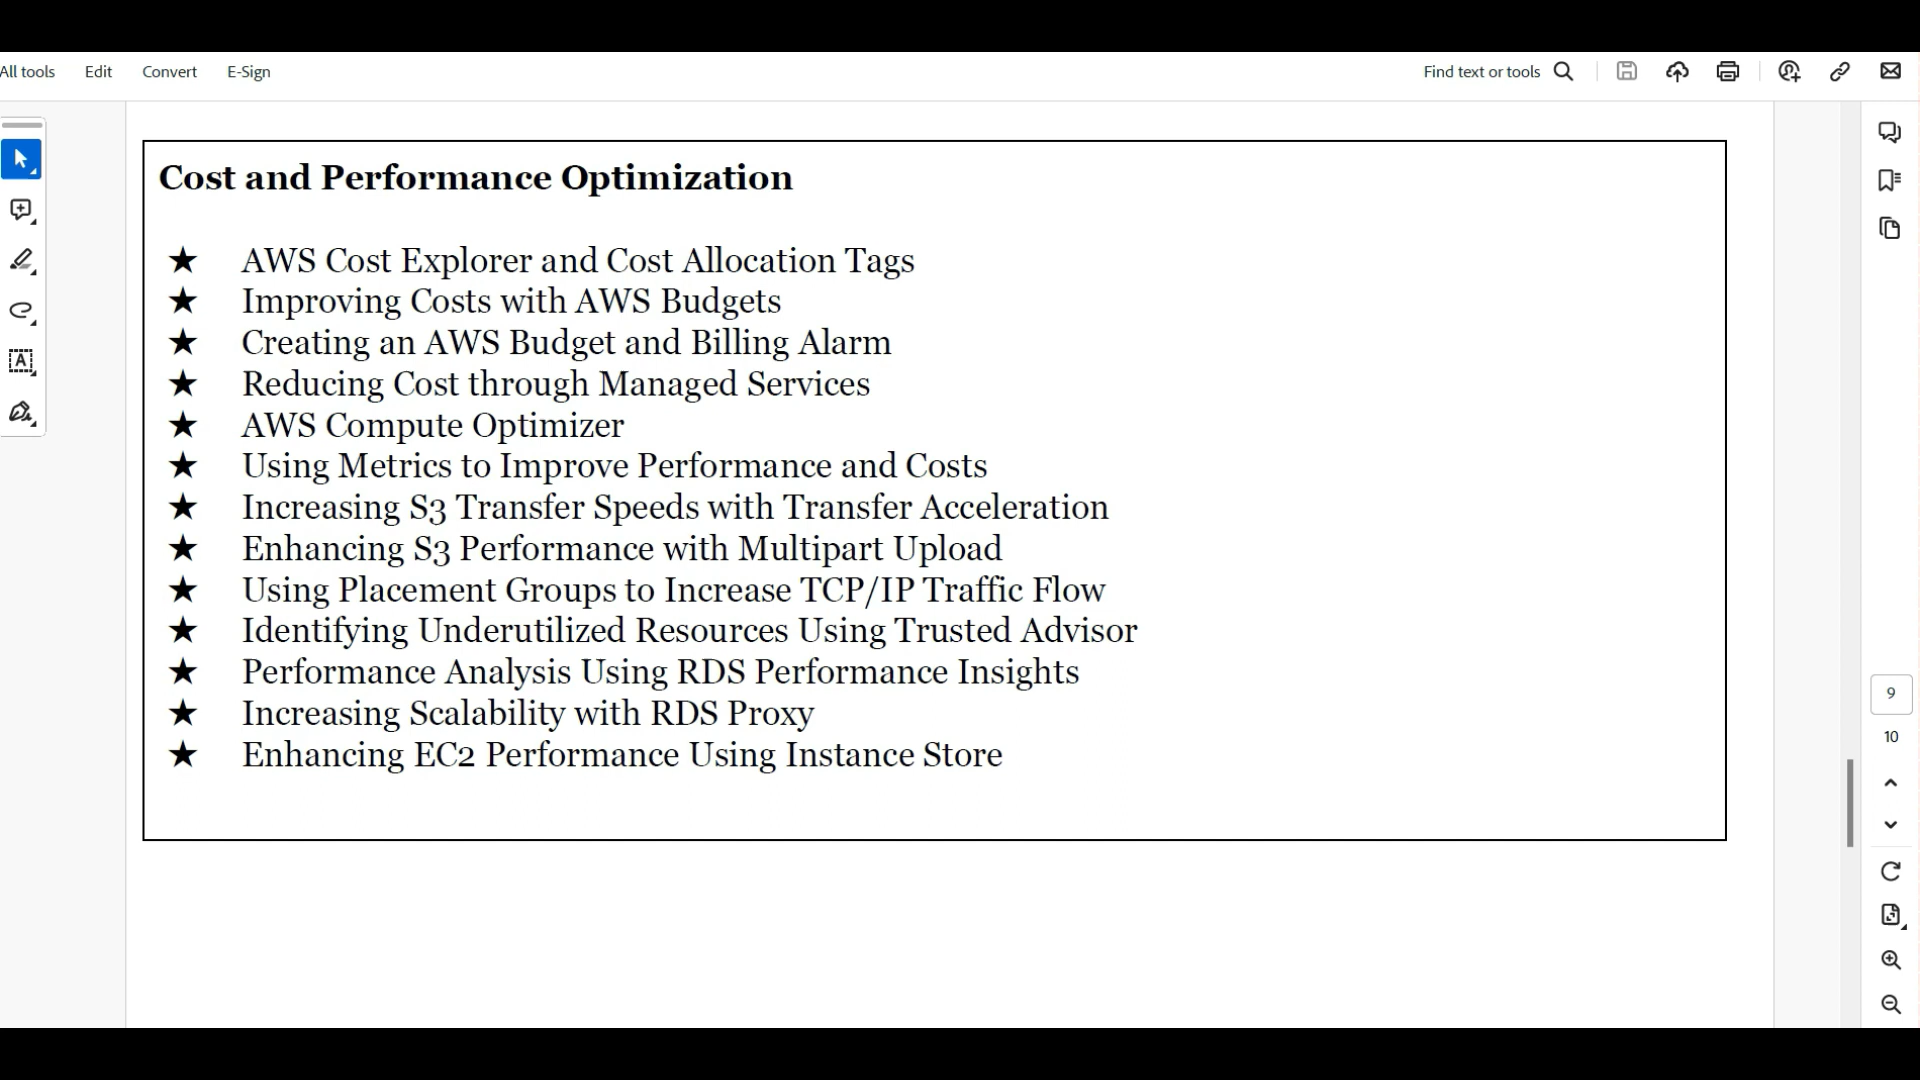 All tools Edit Convert E-Sign Find text or tools
Cost and Performance Optimization
★ AWS Cost Explorer and Cost Allocation Tags
★ Improving Costs with AWS Budgets
★ Creating an AWS Budget and Billing Alarm
★ Reducing Cost through Managed Services
★ AWS Compute Optimizer
★ Using Metrics to Improve Performance and Costs
★ Increasing S3 Transfer Speeds with Transfer Acceleration
★ Enhancing S3 Performance with Multipart Upload
★ Using Placement Groups to Increase TCP/IP Traffic Flow
★ Identifying Underutilized Resources Using Trusted Advisor
★ Performance Analysis Using RDS Performance Insights
★ Increasing Scalability with RDS Proxy
★ Enhancing EC2 Performance Using Instance Store
9
10